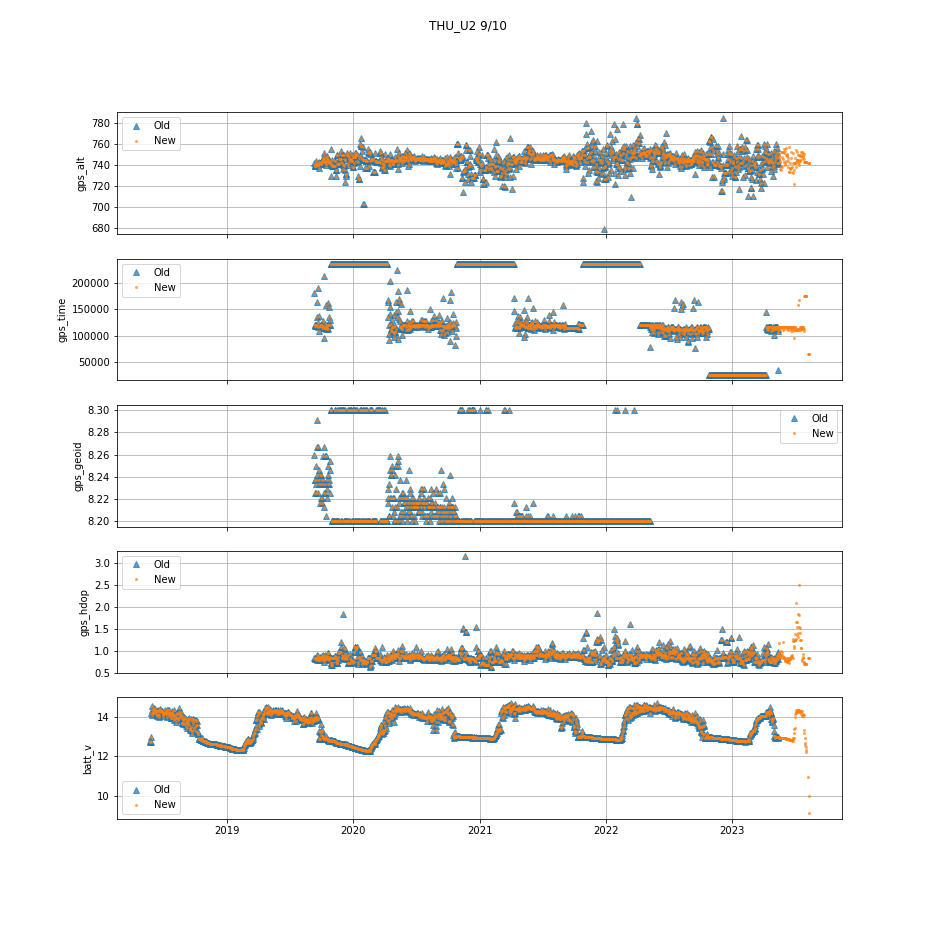 THU_U2 9/10
780
760
740
720
700
680
gps_alt
Old
New
200000
150000
100000
50000
gps_time
Old
New
8.30
8.28
8.26
8.24
8.22
8.20
gps_geoid
Old
New
3.0
2.5
2.0
1.5
1.0
0.5
gps_hdop
Old
New
14
12
10
batt_v
Old
New
2019
2020
2021
2022
2023